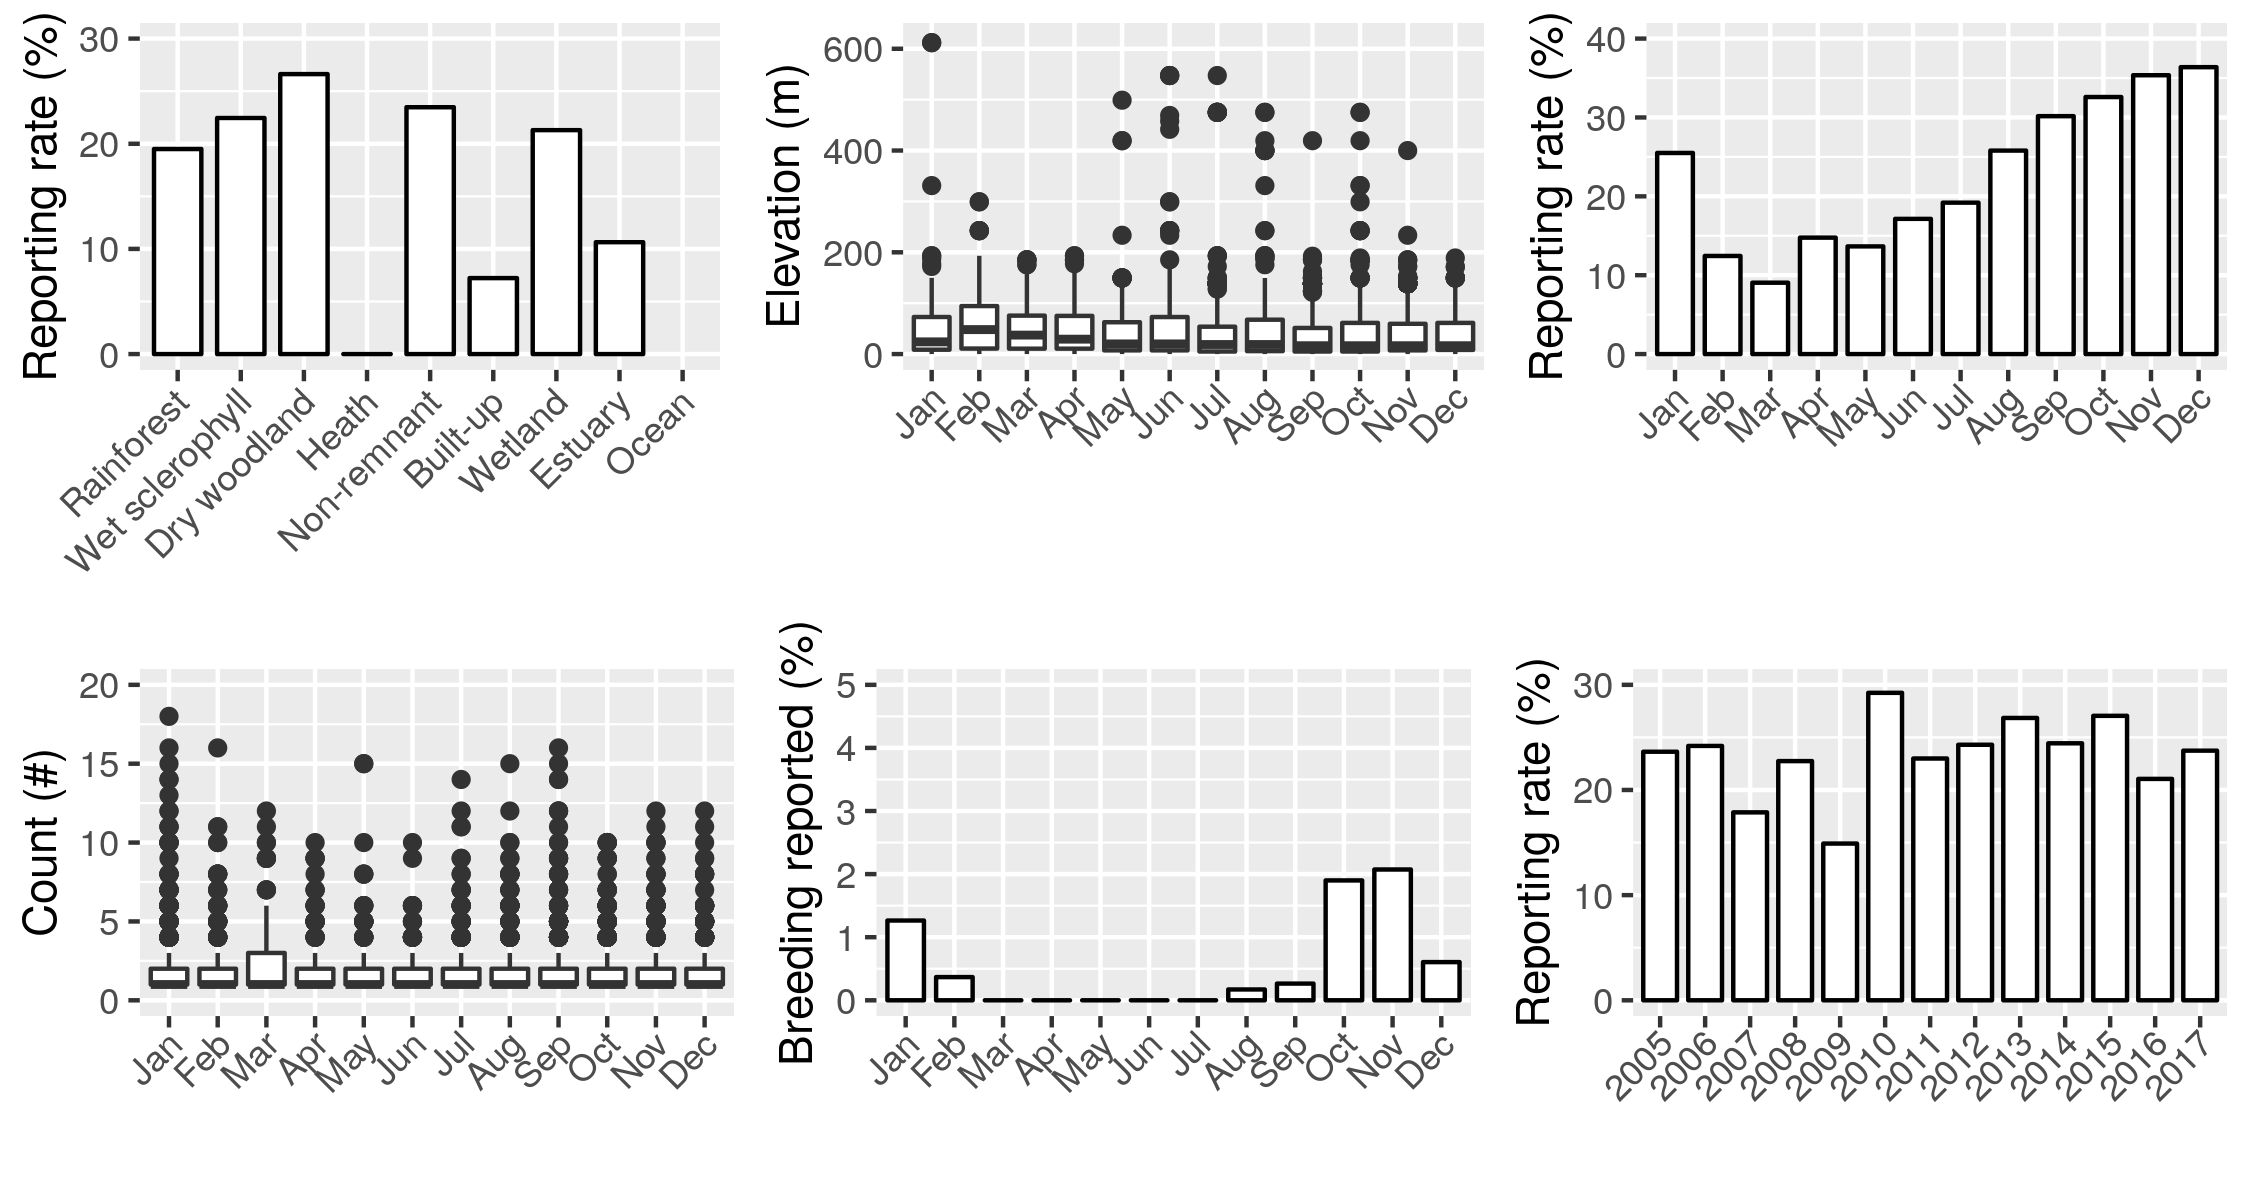 Reporting rate (%)
30
20
10
0
Rainforest
Wet sclerophyll
Dry woodland
Heath
Non-remnant
Built-up
Wetland
Estuary
Ocean
Elevation (m)
600
400
200
0
Jan
Feb
Mar
Apr
May
Jun
Jul
Aug
Sep
Oct
Nov
Dec
Reporting rate (%)
40
30
20
10
0
Jan
Feb
Mar
Apr
May
Jun
Jul
Aug
Sep
Oct
Nov
Dec
Count (#)
20
15
10
5
0
Jan
Feb
Mar
Apr
May
Jun
Jul
Aug
Sep
Oct
Nov
Dec
Breeding reported (%)
5
4
3
2
1
0
Jan
Feb
Mar
Apr
May
Jun
Jul
Aug
Sep
Oct
Nov
Dec
Reporting rate (%)
30
20
10
0
2005
2006
2007
2008
2009
2010
2011
2012
2013
2014
2015
2016
2017